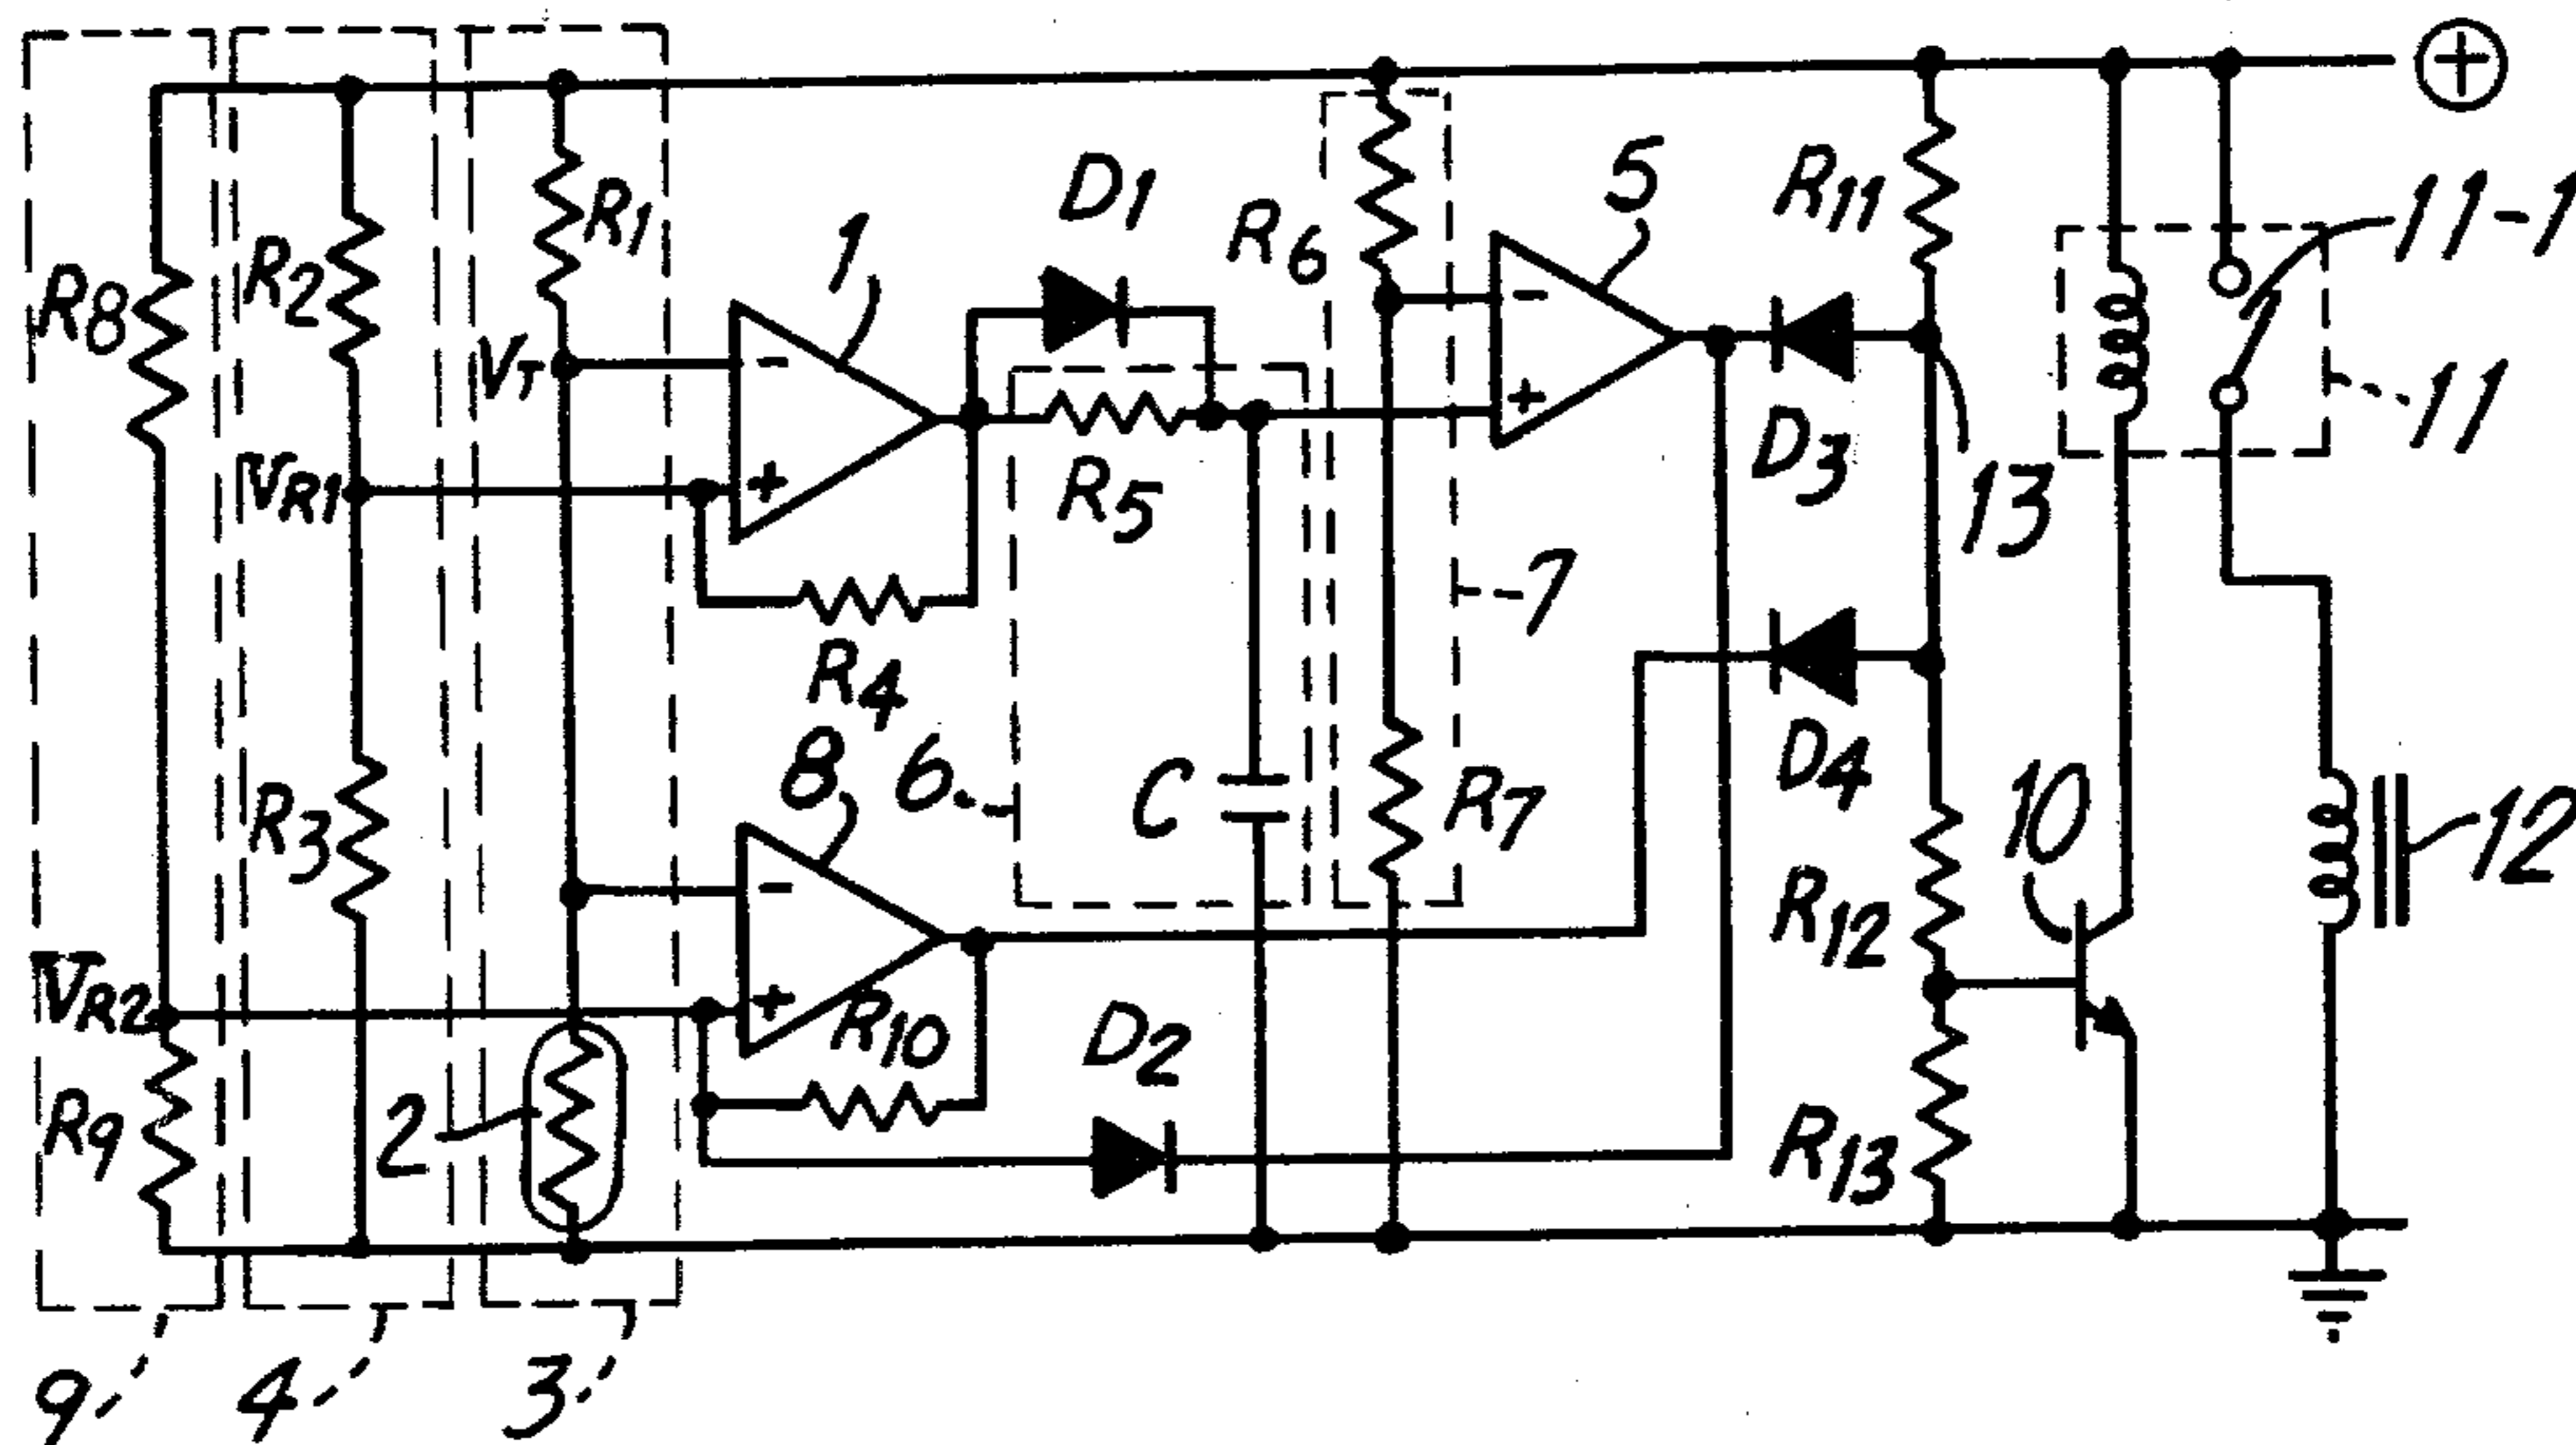 +
D1
5
R11
11-1
R8
R2
R1
1
R6
VT
-
-
+
11
VR1
+
R5
D3
13
7
R4
D4
8
6
C
R7
10
12
R3
-
R12
VR2
+
R10
D2
R9
2
R13
9
4
3